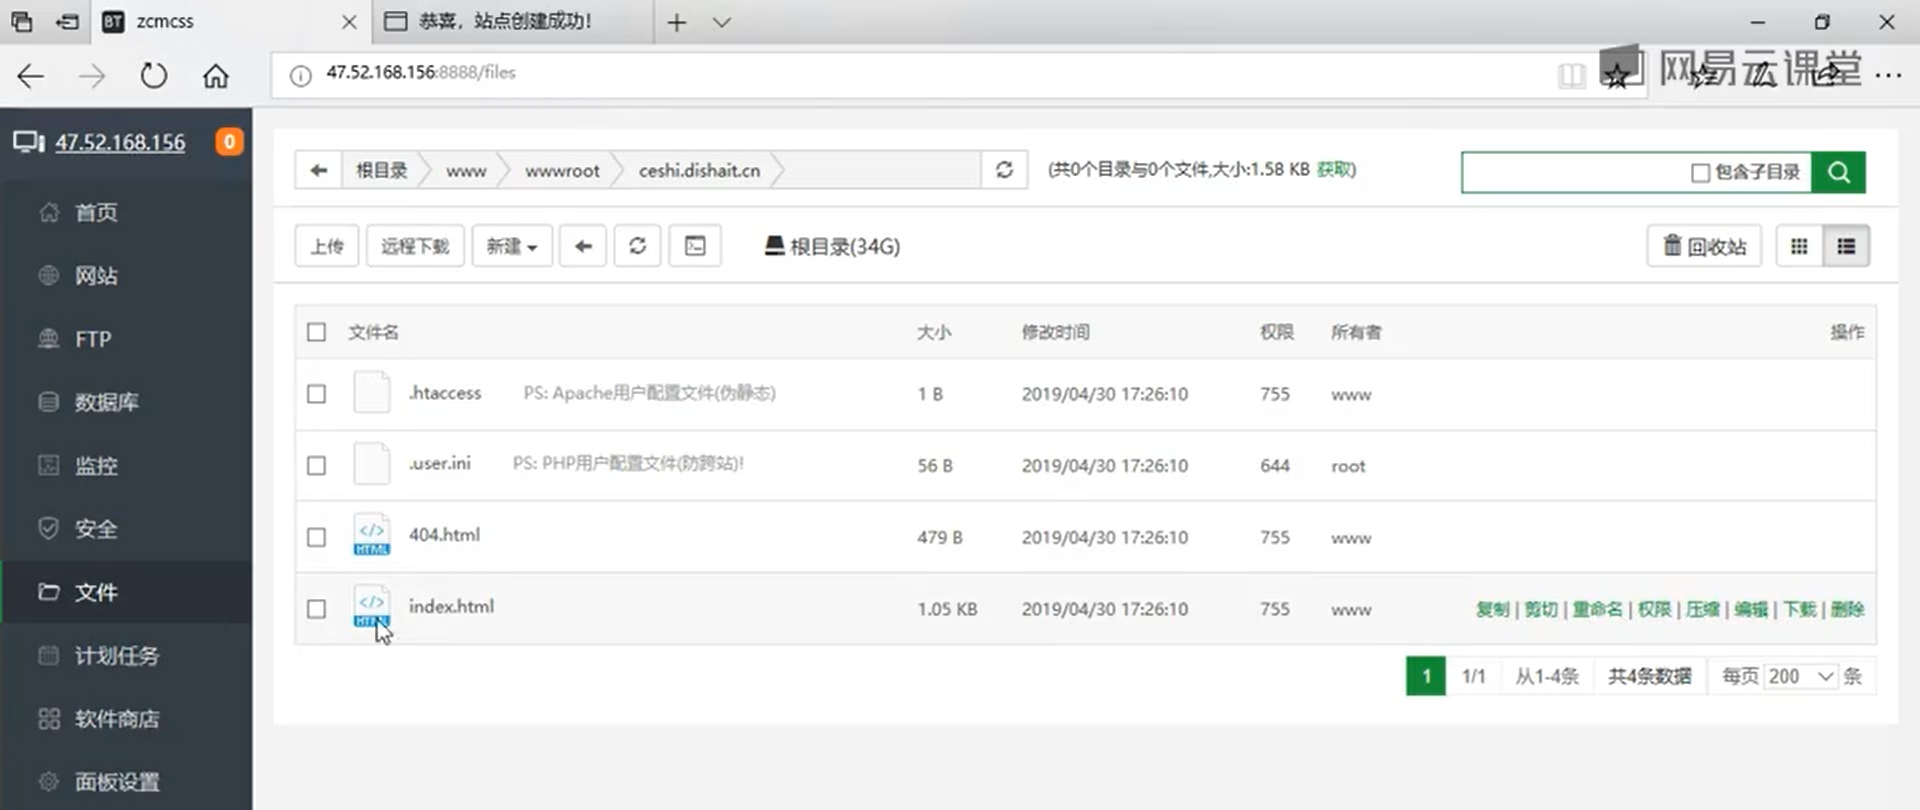 BT zcmcss
恭喜，站点创建成功！
47.52.168.156:8888/files
网易云课堂
47.52.168.156 0
首页
网站
FTP
数据库
监控
安全
文件
计划任务
软件商店
面板设置
根目录 www wwwroot ceshi.dishait.cn (共0个目录与0个文件,大小:1.58 KB 获取) 包含子目录
上传 远程下载 新建 根目录(34G) 回收站
文件名 大小 修改时间 权限 所有者 操作
.htaccess PS: Apache用户配置文件(伪静态) 1 B 2019/04/30 17:26:10 755 www
.user.ini PS: PHP用户配置文件(防跨站)! 56 B 2019/04/30 17:26:10 644 root
HTML 404.html 479 B 2019/04/30 17:26:10 755 www
HTML index.html 1.05 KB 2019/04/30 17:26:10 755 www 复制 | 剪切 | 重命名 | 权限 | 压缩 | 编辑 | 下载 | 删除
1 1/1 从1-4条 共4条数据 每页 200 条